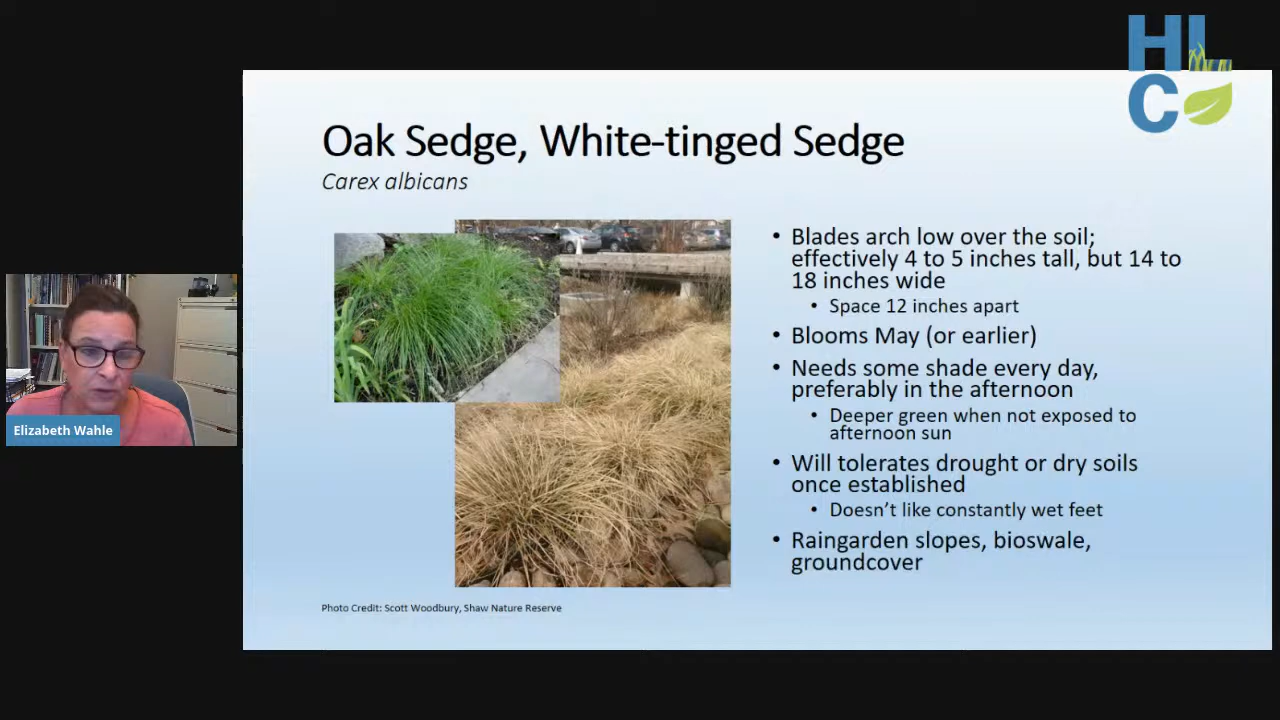 HL
C
Oak Sedge, White-tinged Sedge
Carex albicans
• Blades arch low over the soil;
effectively 4 to 5 inches tall, but 14 to
18 inches wide
• Space 12 inches apart
• Blooms May (or earlier)
• Needs some shade every day,
preferably in the afternoon
• Deeper green when not exposed to
afternoon sun
• Will tolerates drought or dry soils
once established
• Doesn't like constantly wet feet
• Raingarden slopes, bioswale,
groundcover
Photo Credit: Scott Woodbury, Shaw Nature Reserve
Elizabeth Wahle